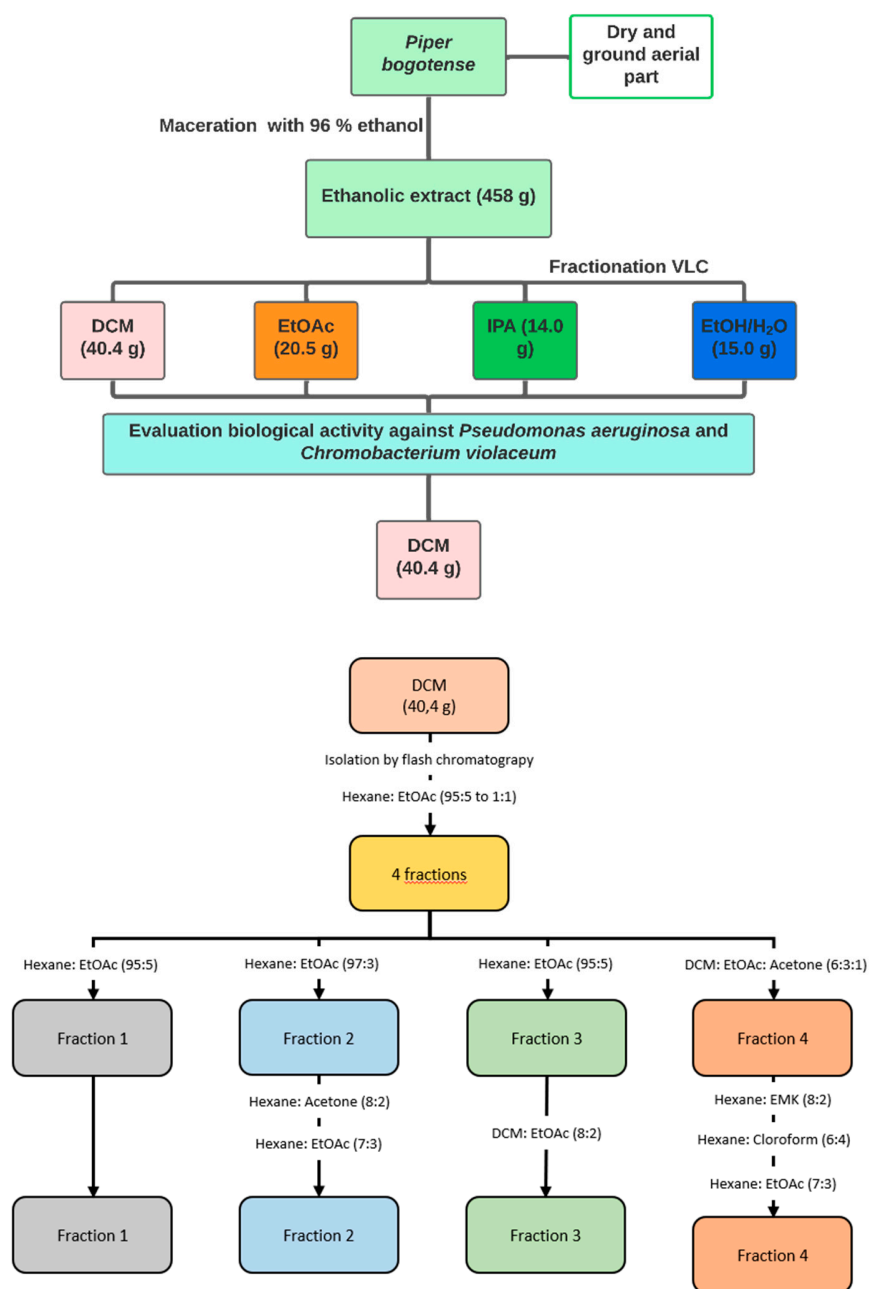 Piper
bogotense
Dry and
ground aerial
part
Maceration with 96 % ethanol
Ethanolic extract (458 g)
Fractionation VLC
DCM
(40.4 g)
EtOAc
(20.5 g)
IPA (14.0
g)
EtOH/H₂O
(15.0 g)
Evaluation biological activity against Pseudomonas aeruginosa and
Chromobacterium violaceum
DCM
(40.4 g)
DCM
(40,4 g)
Isolation by flash chromatograpy
Hexane: EtOAc (95:5 to 1:1)
4 fractions
Hexane: EtOAc (95:5)
Hexane: EtOAc (97:3)
Hexane: EtOAc (95:5)
DCM: EtOAc: Acetone (6:3:1)
Fraction 1
Fraction 2
Fraction 3
Fraction 4
Hexane: Acetone (8:2)
Hexane: EtOAc (7:3)
DCM: EtOAc (8:2)
Hexane: EMK (8:2)
Hexane: Cloroform (6:4)
Hexane: EtOAc (7:3)
Fraction 1
Fraction 2
Fraction 3
Fraction 4